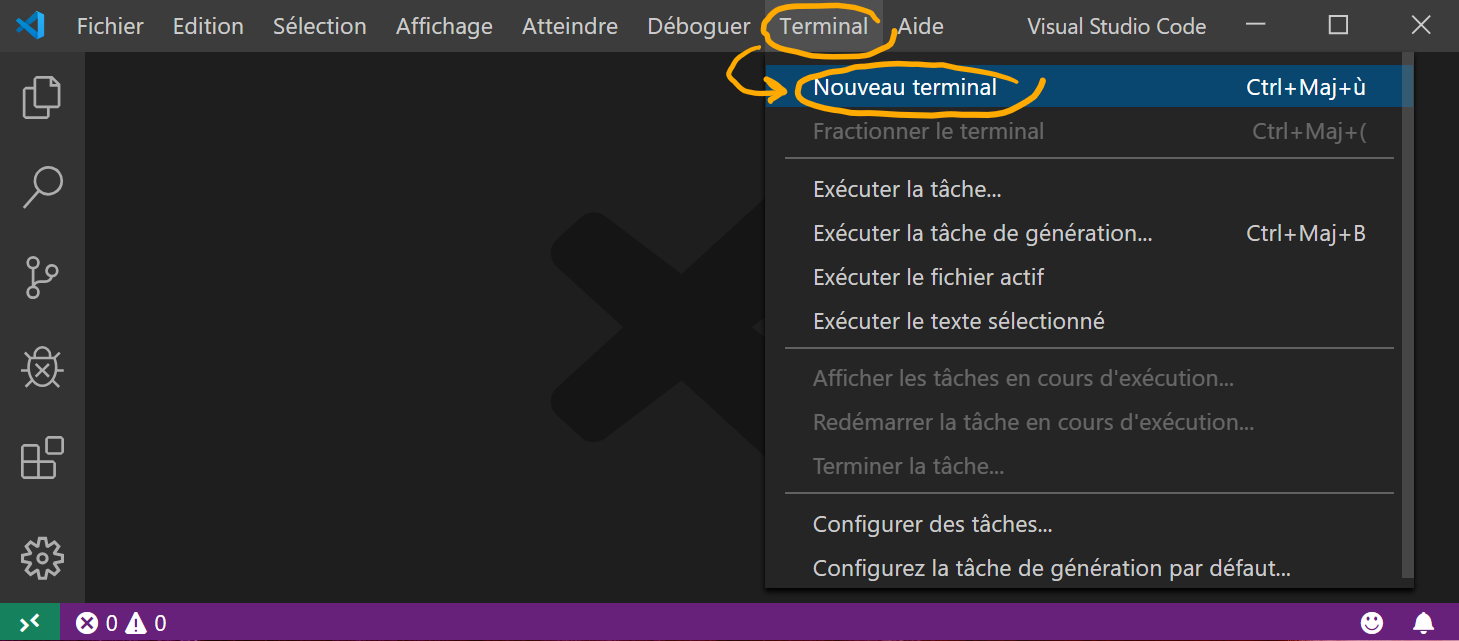 Fichier Edition Sélection Affichage Atteindre Déboguer Terminal Aide Visual Studio Code
Nouveau terminal Ctrl+Maj+ù
Fractionner le terminal Ctrl+Maj+(
Exécuter la tâche...
Exécuter la tâche de génération... Ctrl+Maj+B
Exécuter le fichier actif
Exécuter le texte sélectionné
Afficher les tâches en cours d'exécution...
Redémarrer la tâche en cours d'exécution...
Terminer la tâche...
Configurer des tâches...
Configurez la tâche de génération par défaut...
0 0